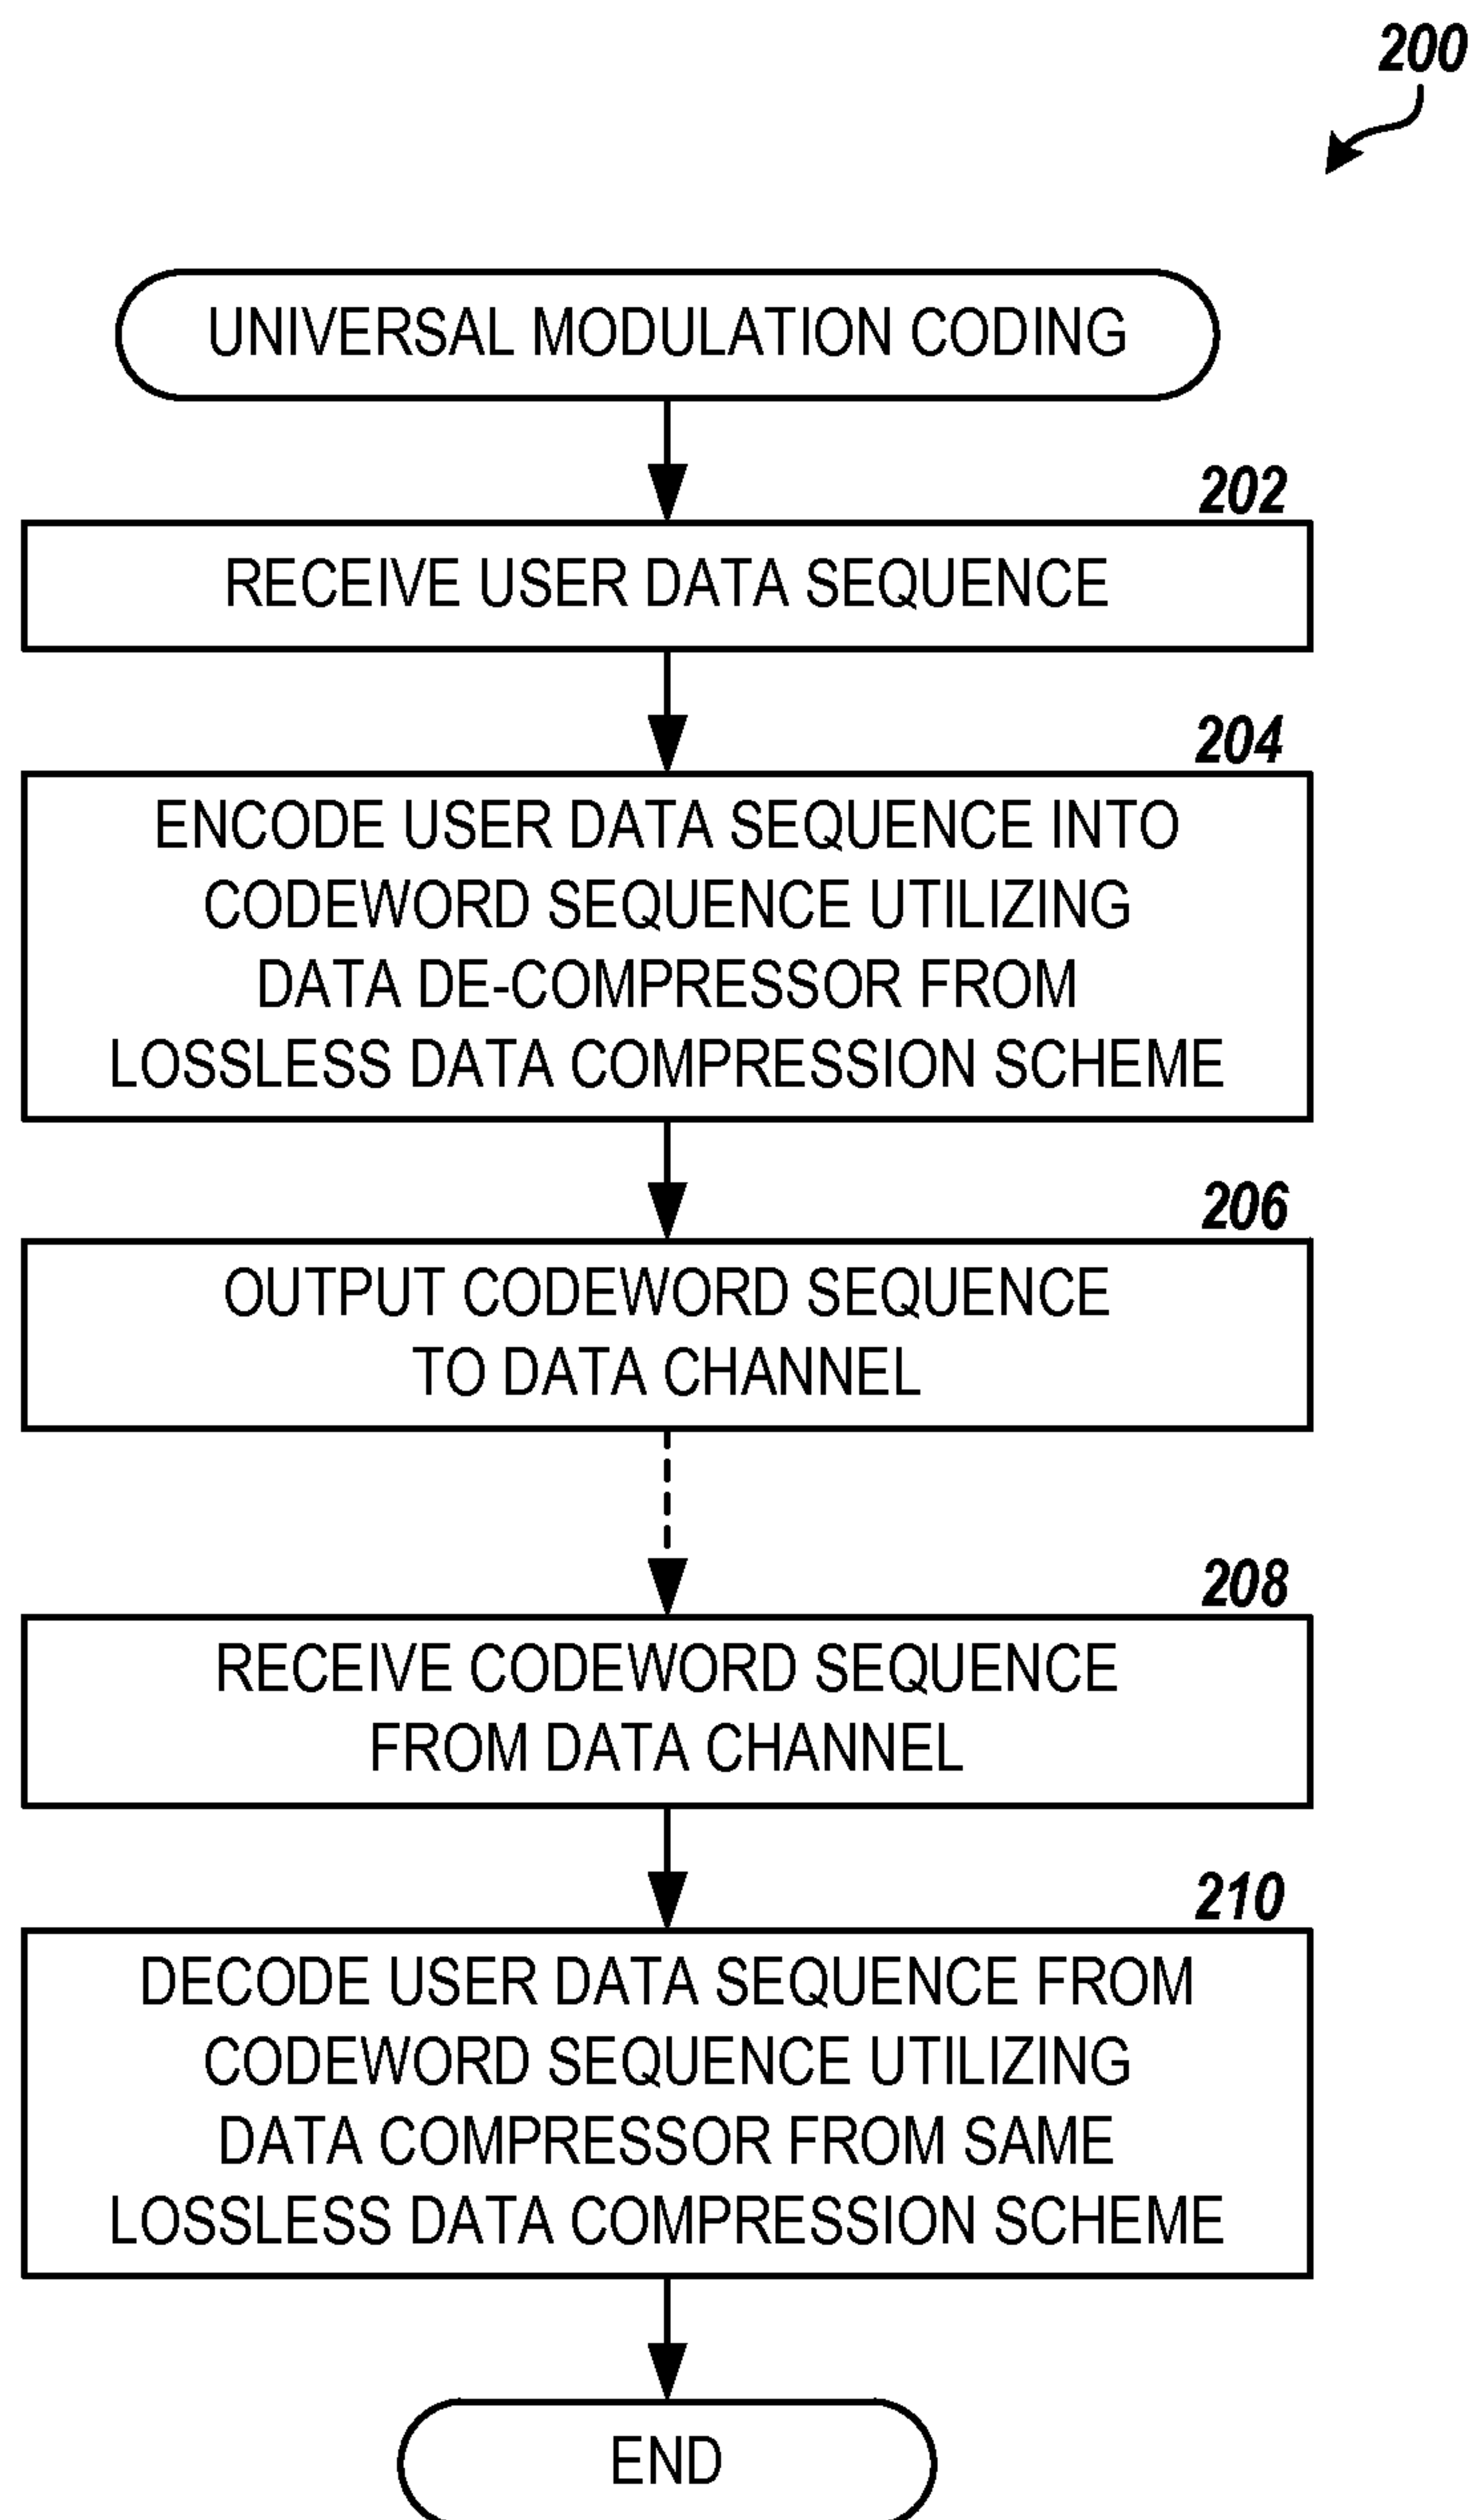 200
UNIVERSAL MODULATION CODING
202
RECEIVE USER DATA SEQUENCE
204
ENCODE USER DATA SEQUENCE INTO
CODEWORD SEQUENCE UTILIZING
DATA DE-COMPRESSOR FROM
LOSSLESS DATA COMPRESSION SCHEME
206
OUTPUT CODEWORD SEQUENCE
TO DATA CHANNEL
208
RECEIVE CODEWORD SEQUENCE
FROM DATA CHANNEL
210
DECODE USER DATA SEQUENCE FROM
CODEWORD SEQUENCE UTILIZING
DATA COMPRESSOR FROM SAME
LOSSLESS DATA COMPRESSION SCHEME
END